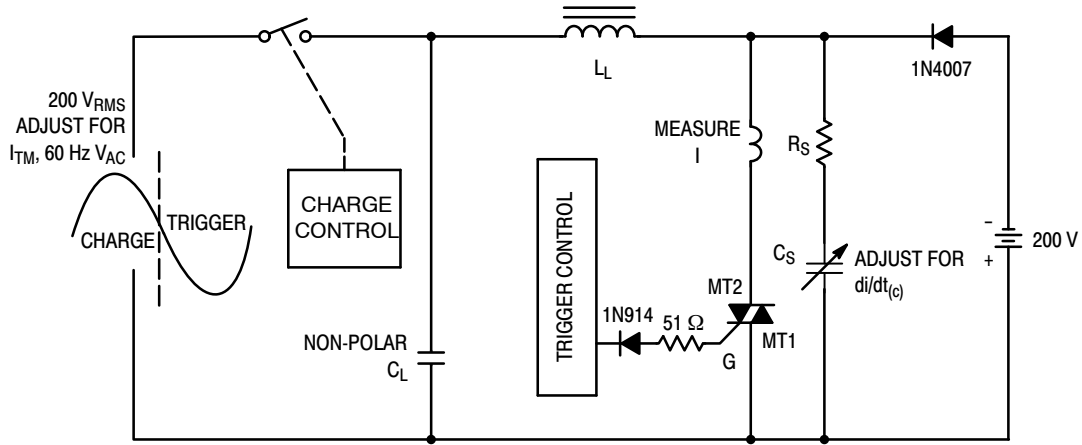 200 VRMS
ADJUST FOR
ITM, 60 Hz VAC
CHARGE
TRIGGER
CHARGE
CONTROL
NON-POLAR
CL
LL
TRIGGER CONTROL
MEASURE
I
1N914
51 Ω
MT2
MT1
G
RS
CS
ADJUST FOR
di/dt(c)
1N4007
–
+
200 V